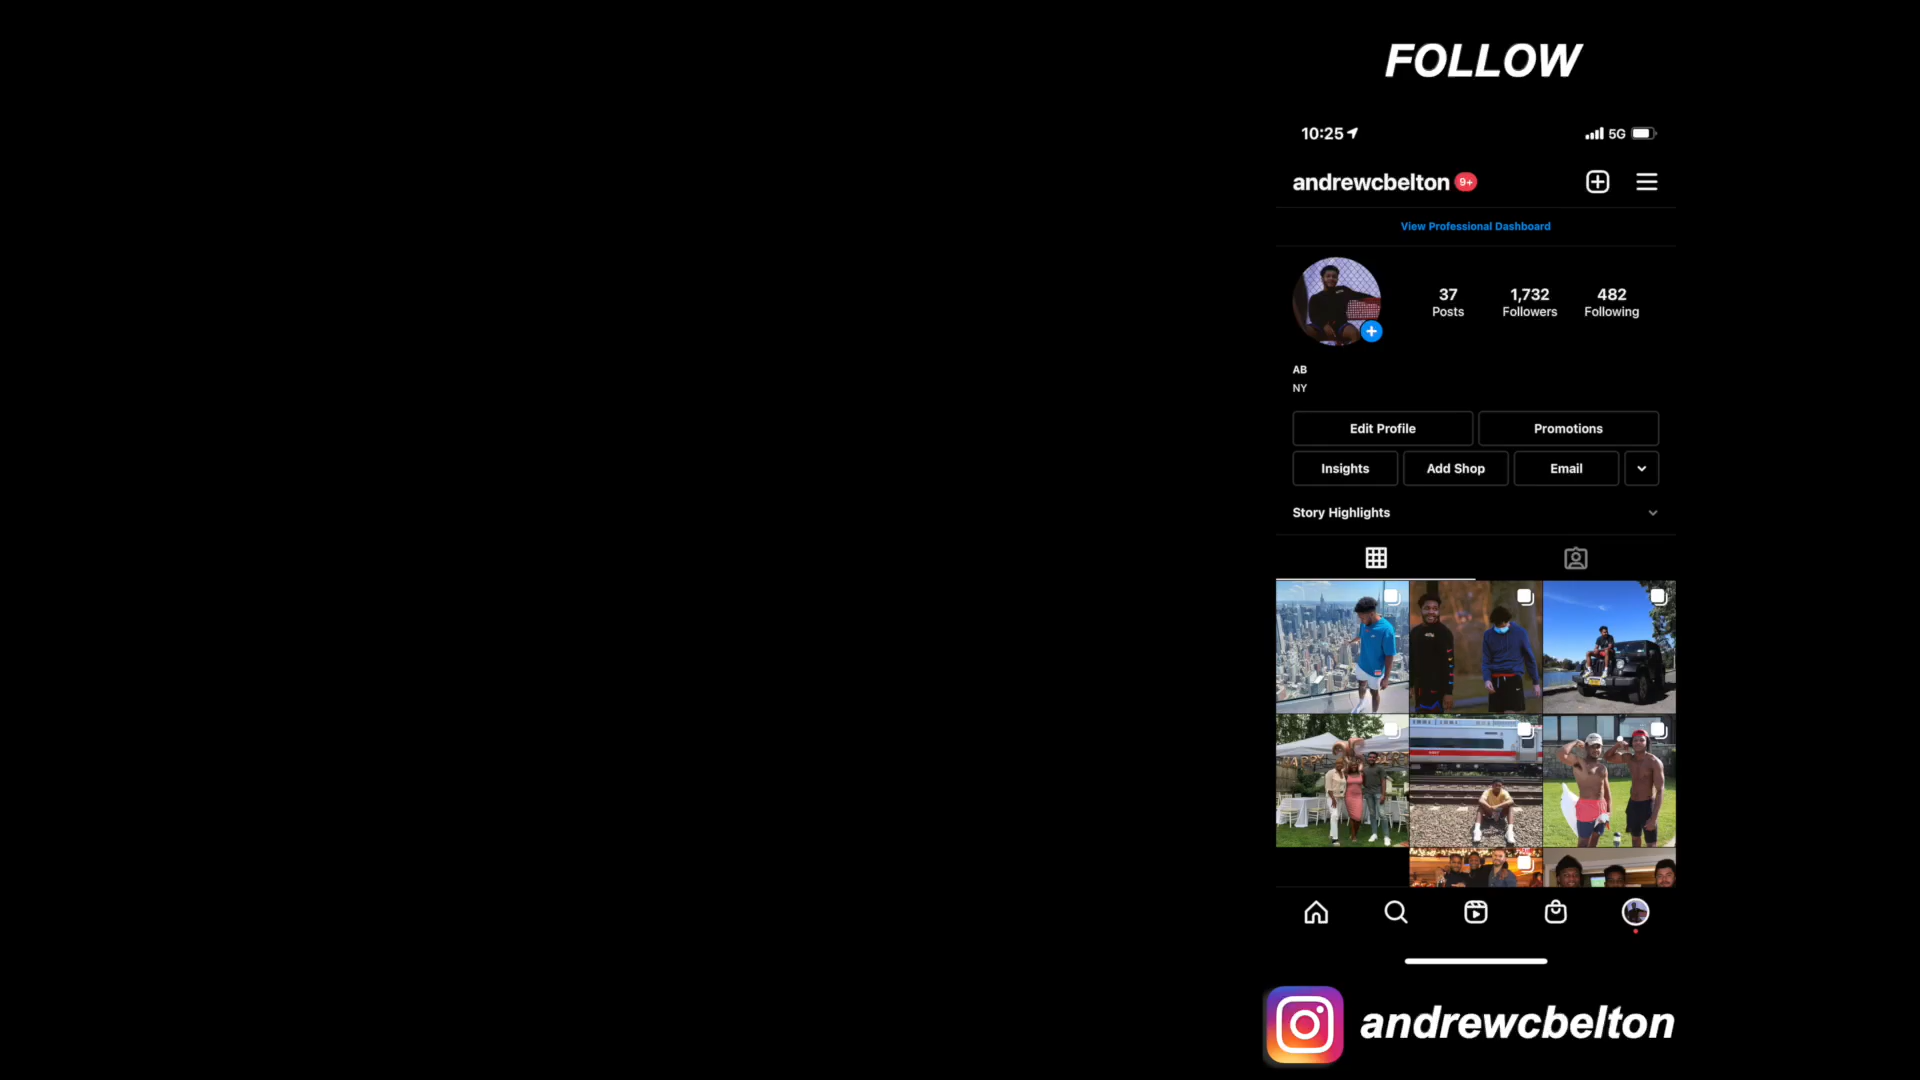 FOLLOW
10:25
5G
andrewcbelton 9+
View Professional Dashboard
37 1,732 482
Posts Followers Following
AB
NY
Edit Profile Promotions
Insights Add Shop Email
Story Highlights
andrewcbelton